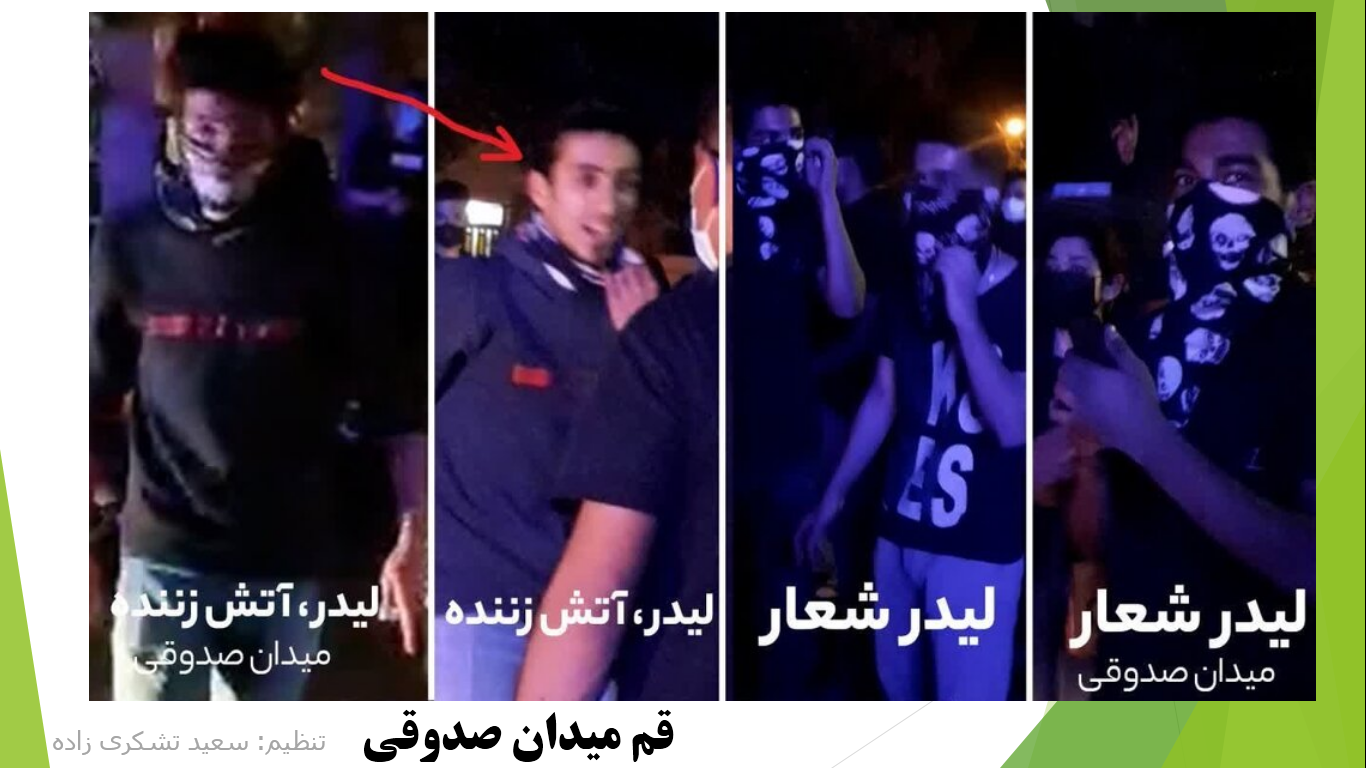 لیدر شعار
میدان صدوقی
لیدر شعار
لیدر، آتش زننده
لیدر، آتش زننده
میدان صدوقی
ES
قم میدان صدوقی
تنظیم: سعید تشکری زاده